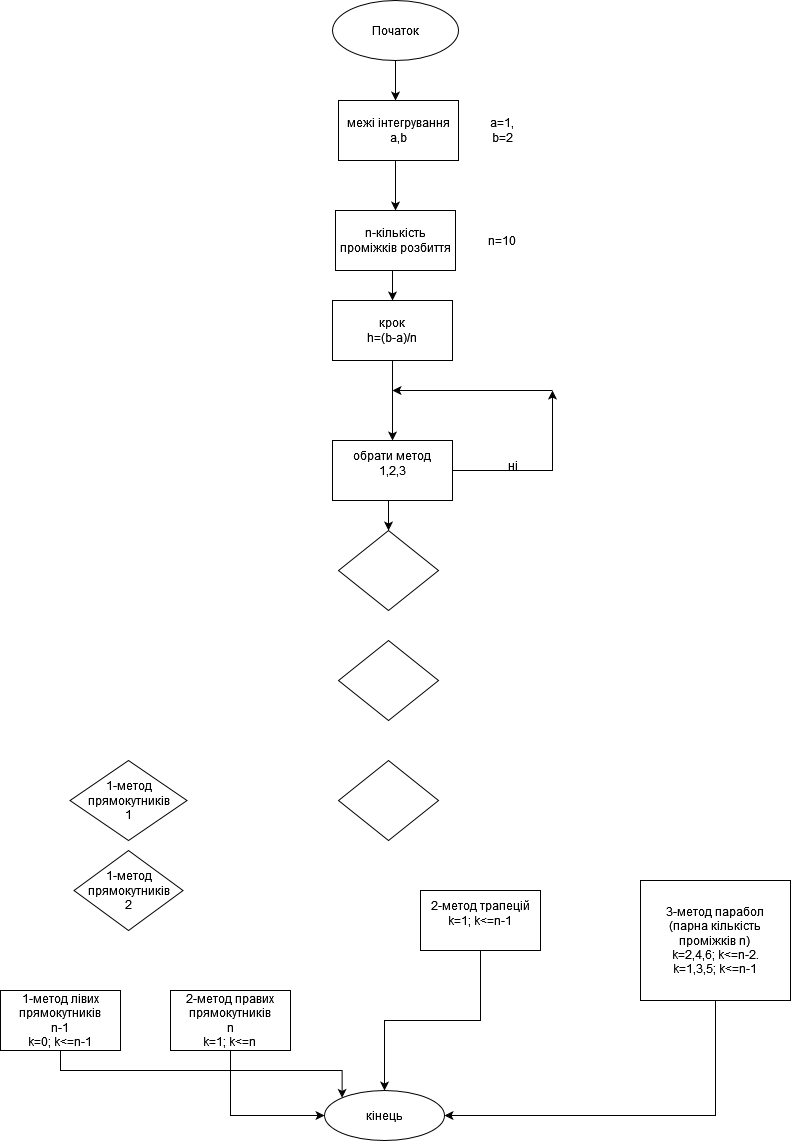 Початок
межі інтегрування
a,b
a=1,
b=2
n-кількість
проміжків розбиття
n=10
крок
h=(b-a)/n
обрати метод
1,2,3
ні
1-метод
прямокутників
1
1-метод
прямокутників
2
2-метод трапецій
k=1; k<=n-1
3-метод парабол
(парна кількість
проміжків n)
k=2,4,6; k<=n-2.
k=1,3,5; k<=n-1
1-метод лівих
прямокутників
n-1
k=0; k<=n-1
2-метод правих
прямокутників
n
k=1; k<=n
кінець